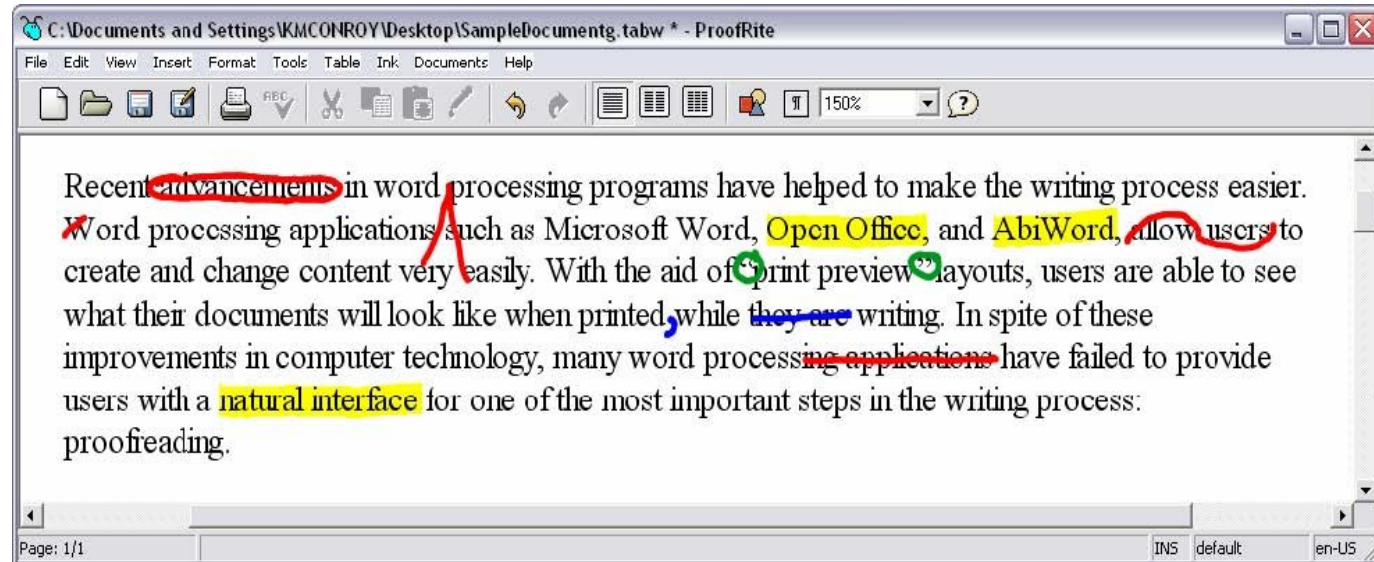 C:\Documents and Settings\KMCONROY\Desktop\SampleDocumentg.tabw * - ProofRite
File Edit View Insert Format Tools Table Ink Documents Help
ABC 150% ?
Recent advancements in word processing programs have helped to make the writing process easier.
Word processing applications such as Microsoft Word, Open Office, and AbiWord, allow users to
create and change content very easily. With the aid of “print preview” layouts, users are able to see
what their documents will look like when printed, while they are writing. In spite of these
improvements in computer technology, many word processing applications have failed to provide
users with a natural interface for one of the most important steps in the writing process:
proofreading.
Page: 1/1 INS default en-US